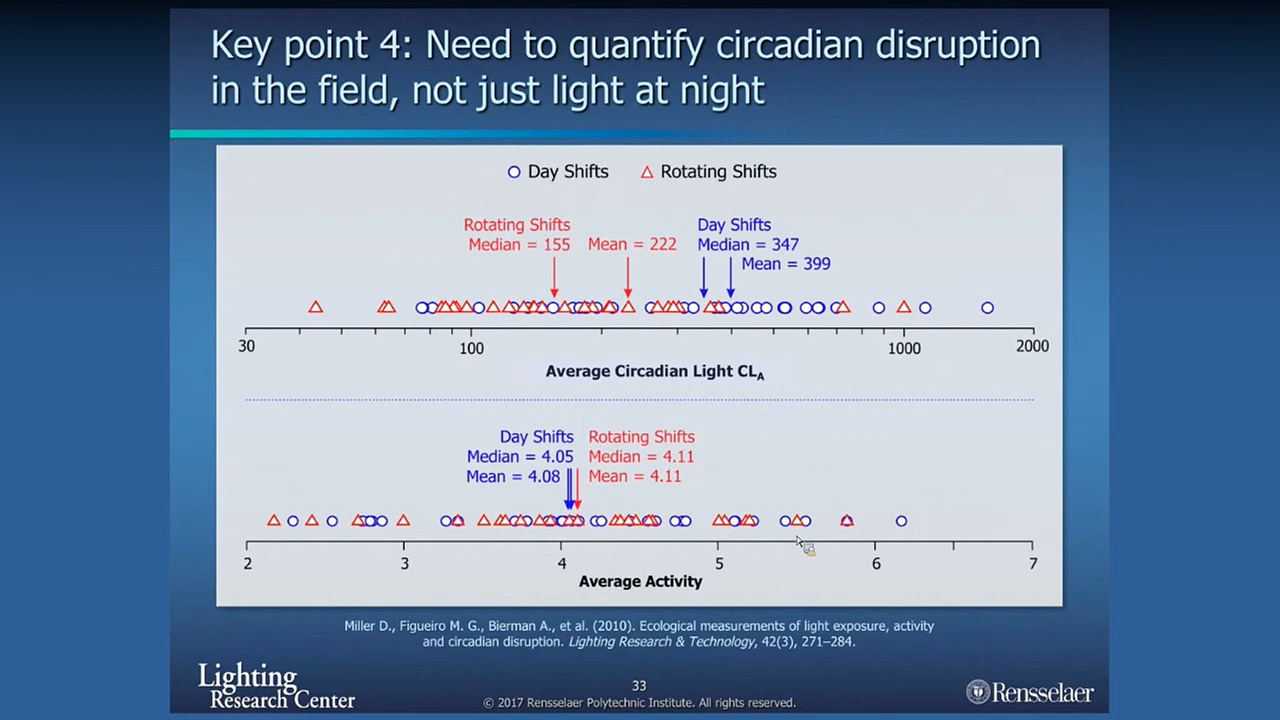 Key point 4: Need to quantify circadian disruption
in the field, not just light at night
Day Shifts Rotating Shifts
Rotating Shifts
Median = 155
Mean = 222
Day Shifts
Median = 347
Mean = 399
30 100 1000 2000
Average Circadian Light CLA
Day Shifts
Median = 4.05
Mean = 4.08
Rotating Shifts
Median = 4.11
Mean = 4.11
2 3 4 5 6 7
Average Activity
Miller D., Figueiro M. G., Bierman A., et al. (2010). Ecological measurements of light exposure, activity
and circadian disruption. Lighting Research & Technology, 42(3), 271–284.
Lighting
Research Center
33
© 2017 Rensselaer Polytechnic Institute. All rights reserved.
Rensselaer